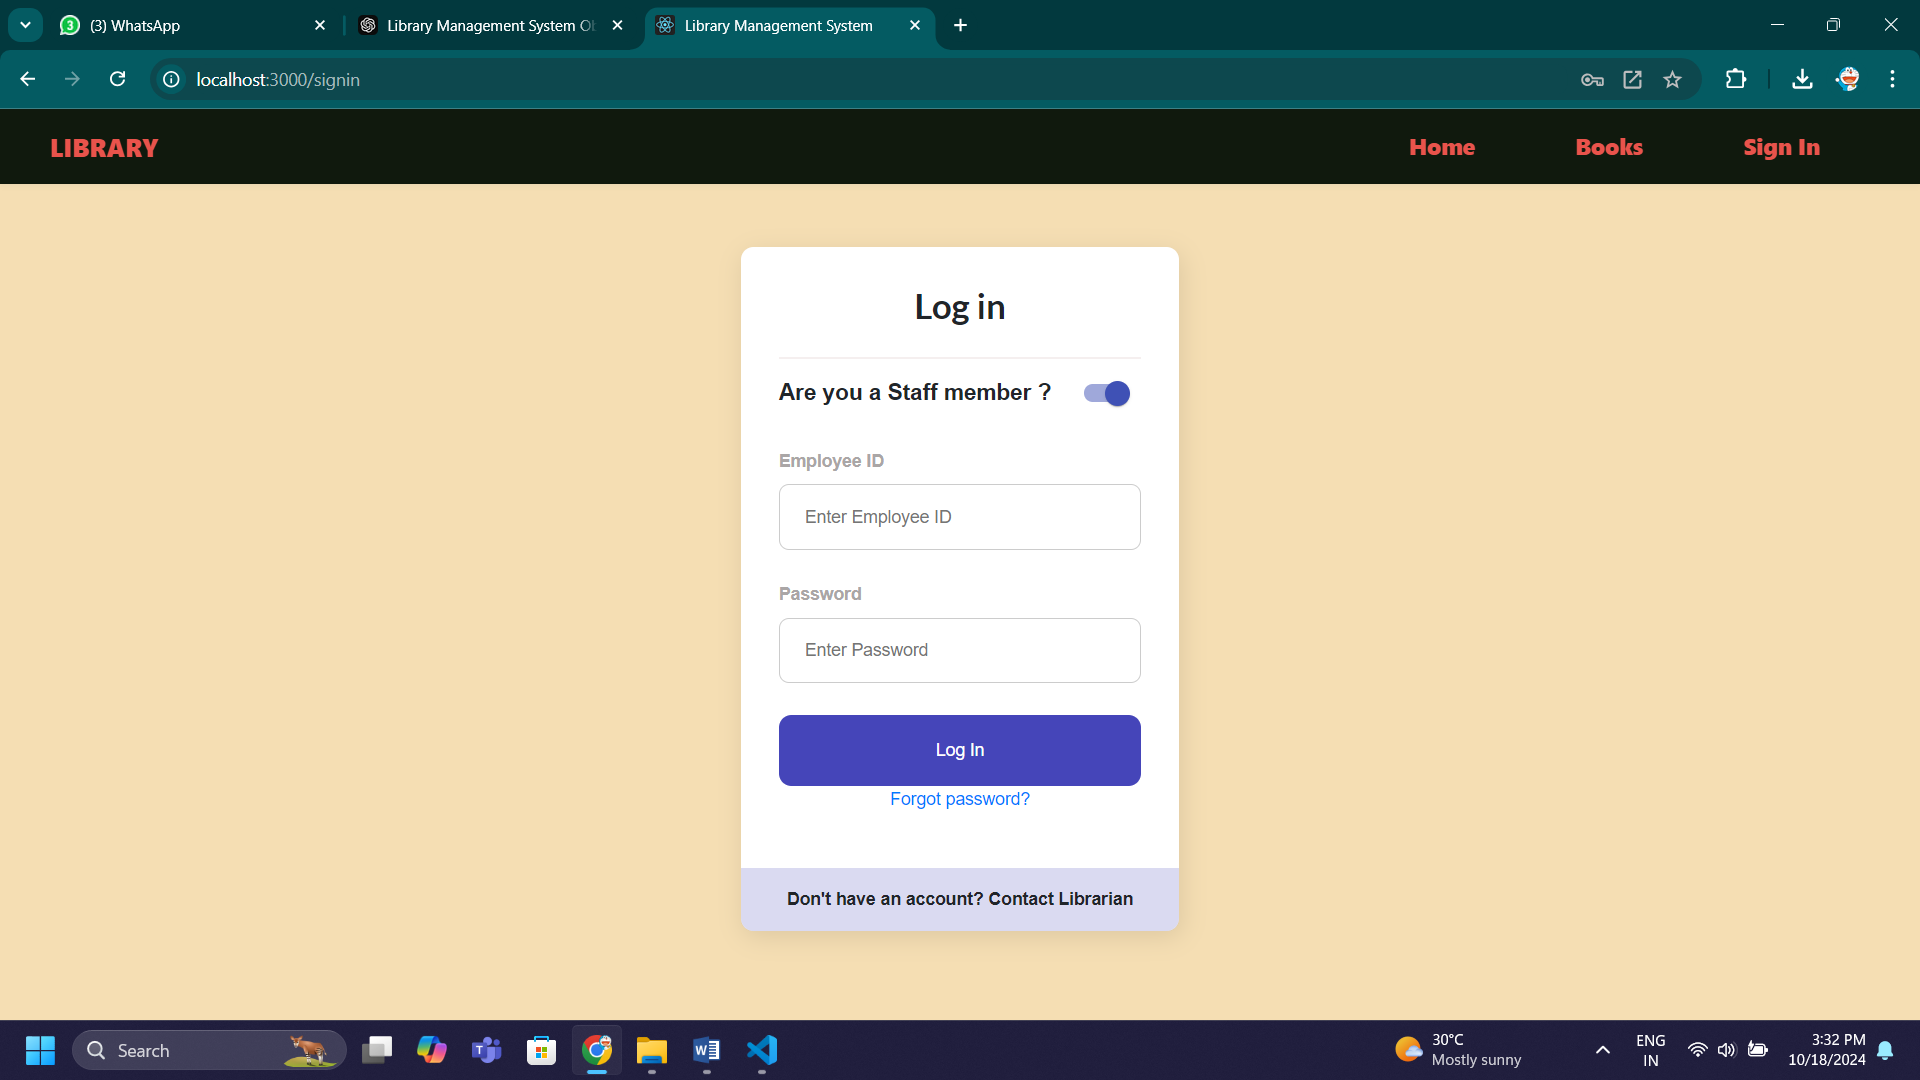 (3) WhatsApp
Library Management System Ob
Library Management System
localhost:3000/signin
LIBRARY
Home
Books
Sign In
Log in
Are you a Staff member ?
Employee ID
Enter Employee ID
Password
Enter Password
Log In
Forgot password?
Don't have an account? Contact Librarian
Search
30°C
Mostly sunny
ENG
IN
3:32 PM
10/18/2024